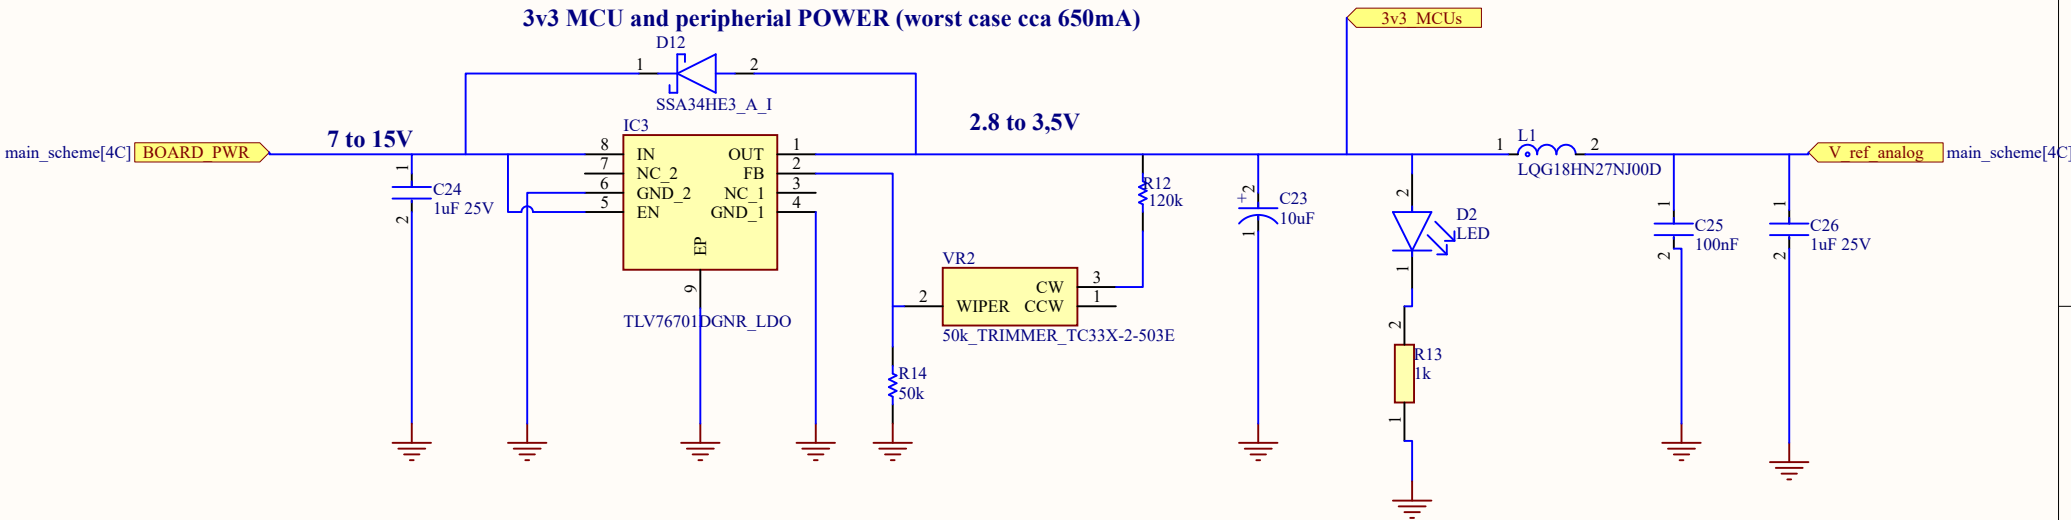 3v3 MCU and peripherial POWER (worst case cca 650mA)
3v3_MCUs
D12
1
2
SSA34HE3_A_I
7 to 15V
2.8 to 3,5V
main_scheme[4C]
BOARD_PWR
IC3
8
IN
OUT
1
7
NC_2
FB
2
6
GND_2
NC_1
3
5
EN
GND_1
4
EP
9
TLV76701DGNR_LDO
1
C24
1uF 25V
2
VR2
2
WIPER
CW
3
CCW
1
50k_TRIMMER_TC33X-2-503E
R12
120k
R14
50k
+
2
C23
10uF
1
2
D2
LED
1
2
R13
1k
1
1
L1
2
LQG18HN27NJ00D
V_ref_analog
main_scheme[4C]
1
C25
100nF
2
1
C26
1uF 25V
2